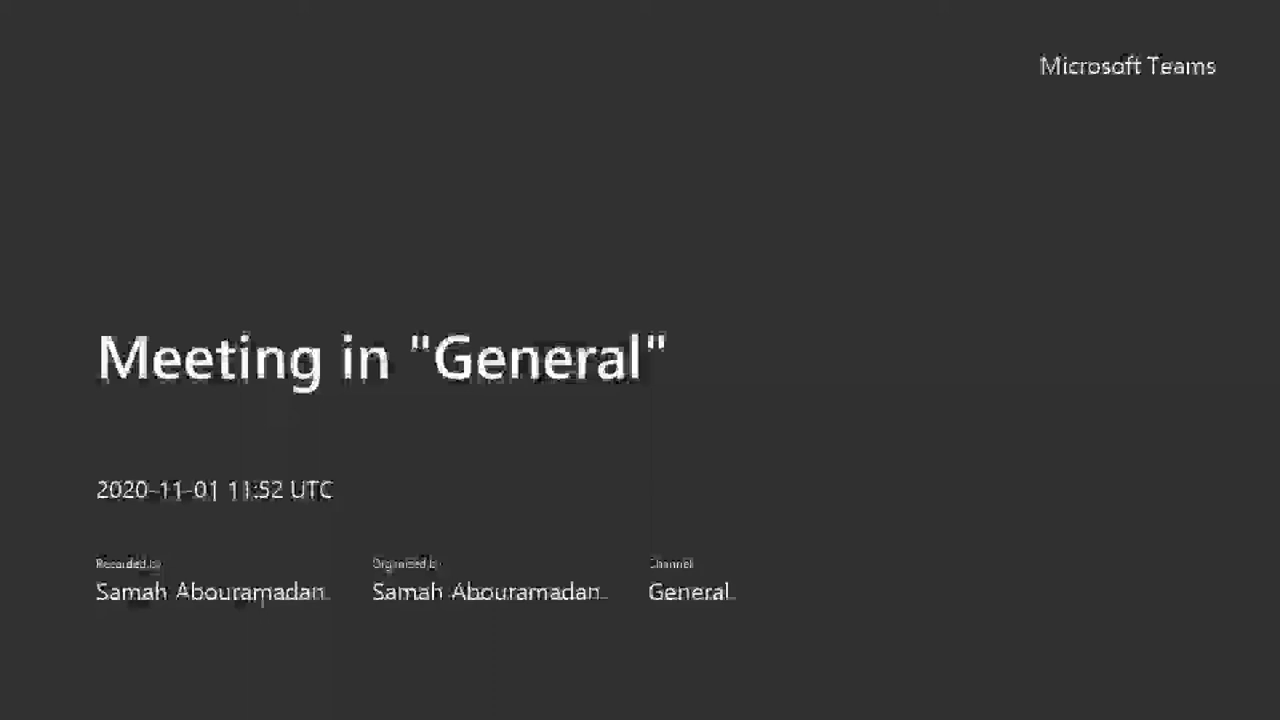 Microsoft Teams
Meeting in "General"
2020-11-01 11:52 UTC
Recorded by Organized by Channel
Samah Abouramadan Samah Abouramadan General